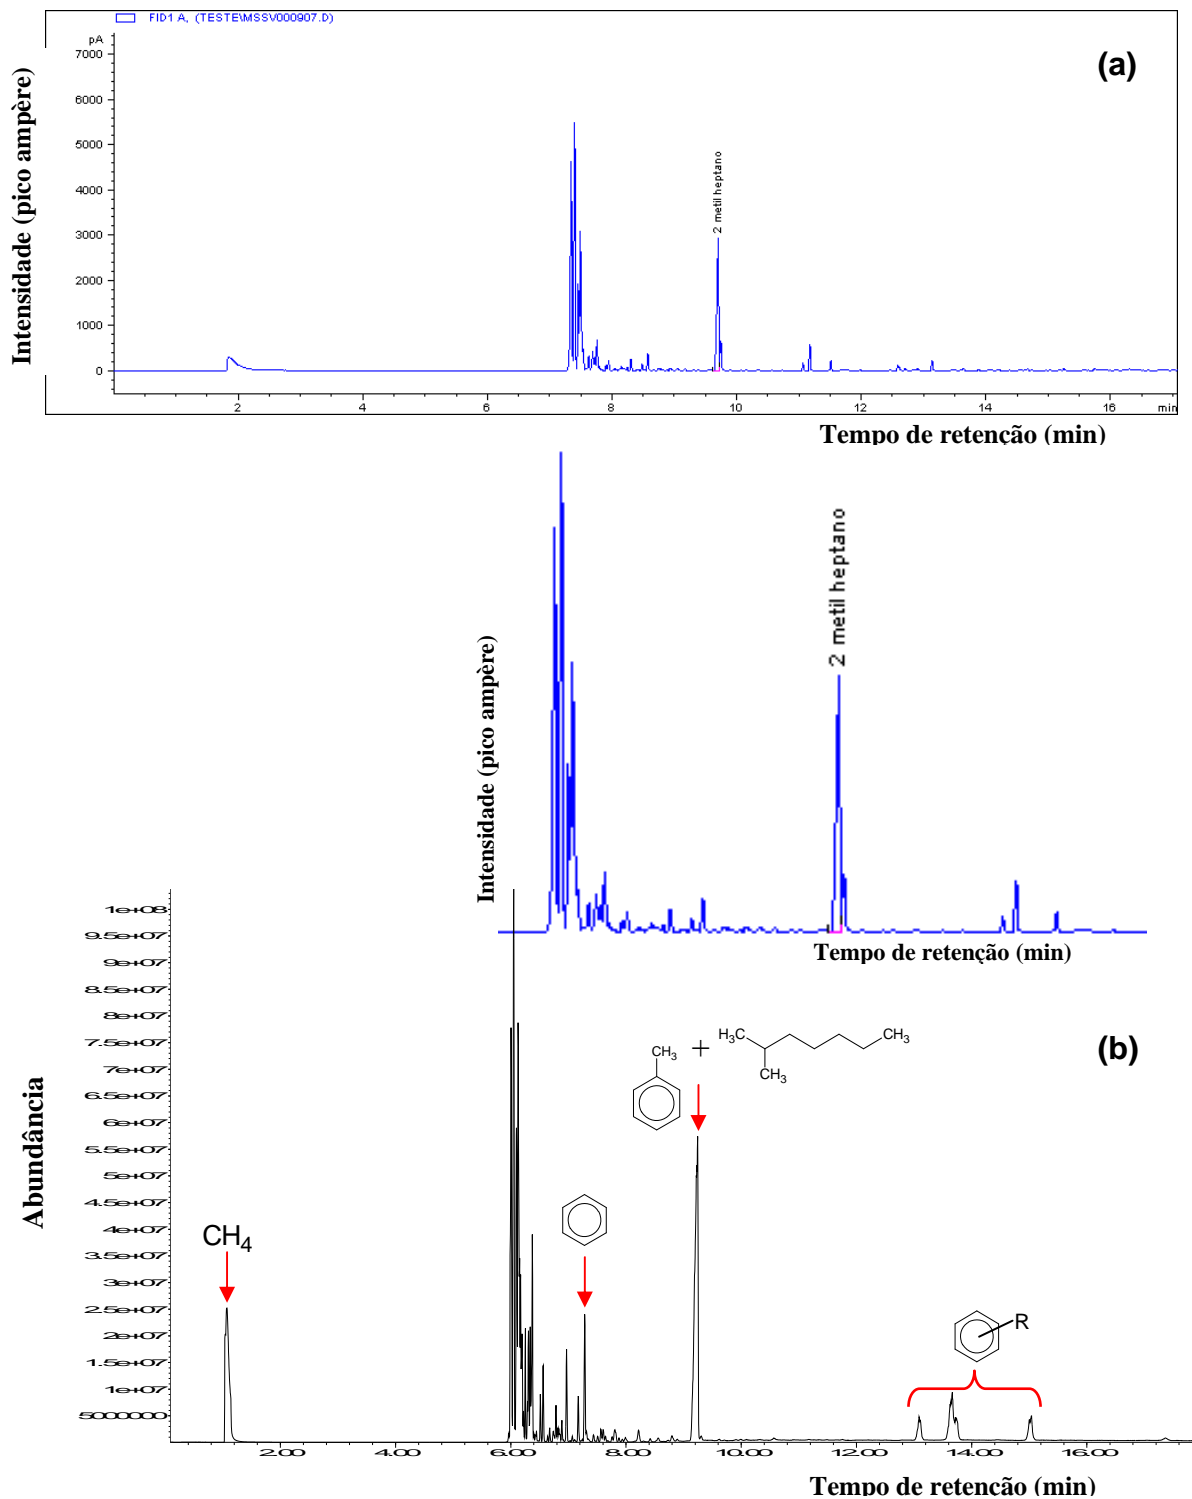 FID1 A, (TESTE\MSSV000907.D)
pA
7000
6000
5000
4000
3000
2000
1000
0
Intensidade (pico ampère)
(a)
2 metil heptano
2 4 6 8 10 12 14 16 min
Tempo de retenção (min)
Intensidade (pico ampère)
2 metil heptano
Tempo de retenção (min)
(b)
Abundância
1e+08
9.5e+07
9e+07
8.5e+07
8e+07
7.5e+07
7e+07
6.5e+07
6e+07
5.5e+07
5e+07
4.5e+07
4e+07
3.5e+07
3e+07
2.5e+07
2e+07
1.5e+07
1e+07
5000000
CH4
CH3 + H3C CH3
CH3
R
2.00 4.00 6.00 8.00 10.00 12.00 14.00 16.00
Tempo de retenção (min)